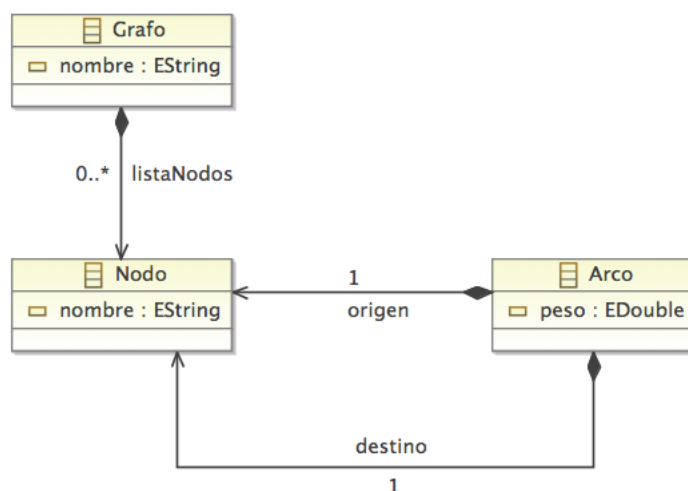 Grafo
nombre : EString
0..* listaNodos
Nodo
nombre : EString
1
origen
Arco
peso : EDouble
destino
1